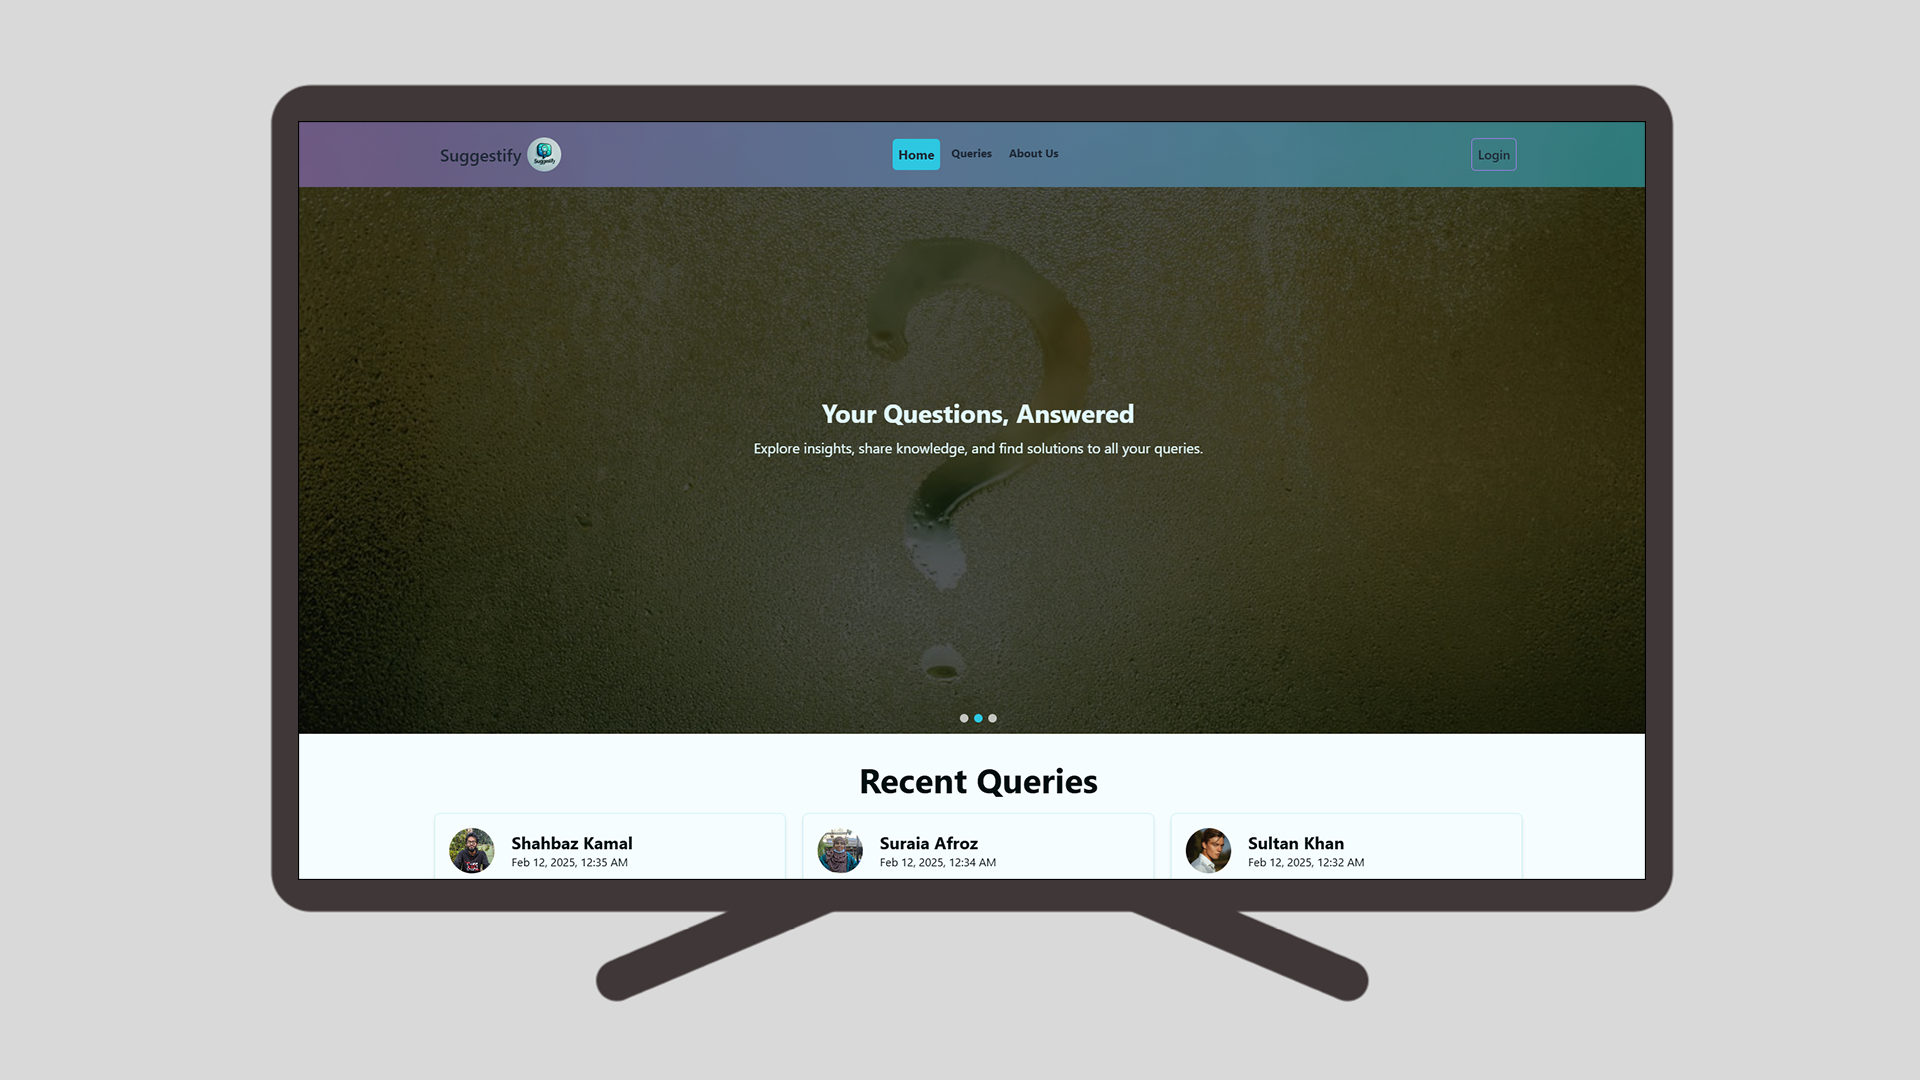 Suggestify
Suggestify
Home
Queries
About Us
Login
Your Questions, Answered
Explore insights, share knowledge, and find solutions to all your queries.
Recent Queries
Shahbaz Kamal
Feb 12, 2025, 12:35 AM
Suraia Afroz
Feb 12, 2025, 12:34 AM
Sultan Khan
Feb 12, 2025, 12:32 AM